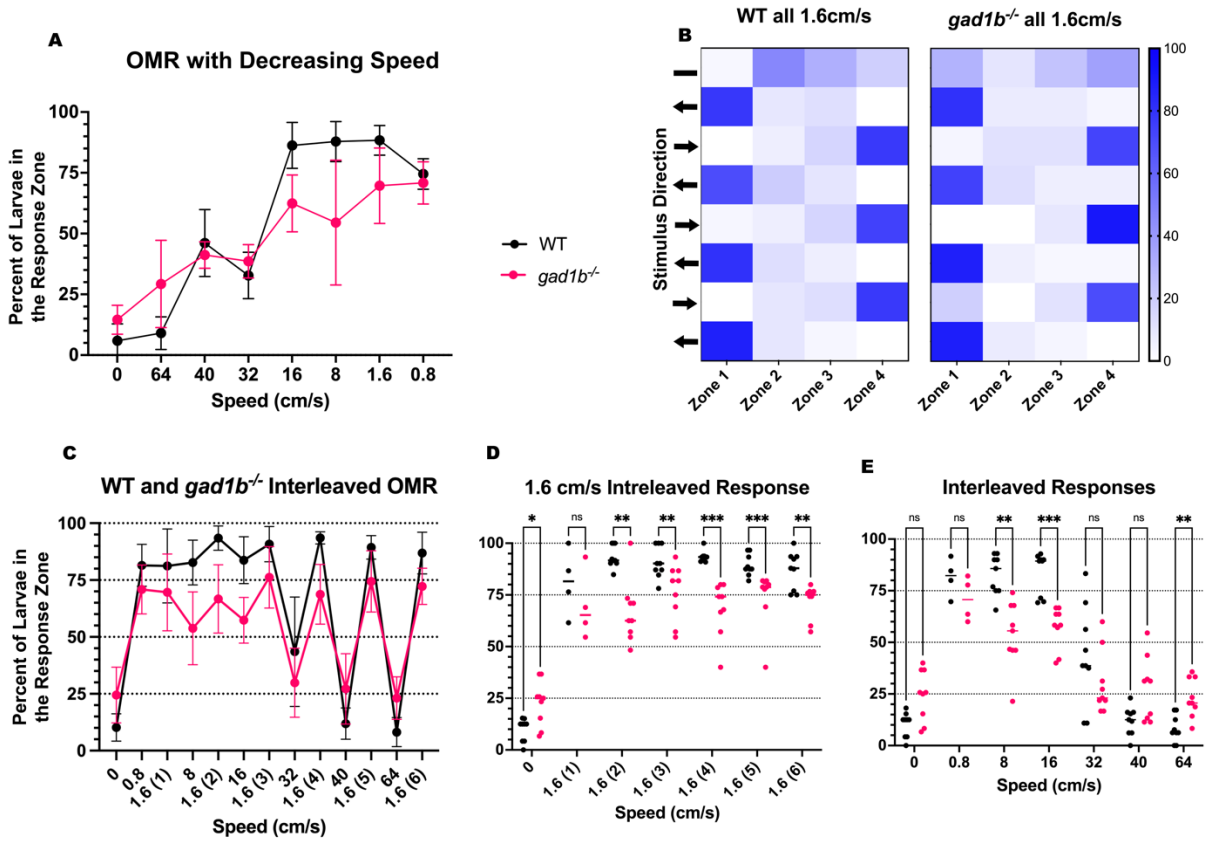 A
OMR with Decreasing Speed
Percent of Larvae in
the Response Zone
100
75
50
25
0
0 64 40 32 16 8 1.6 0.8
Speed (cm/s)
WT
gad1b-/-
B
WT all 1.6cm/s
gad1b-/- all 1.6cm/s
Stimulus Direction
Zone 1 Zone 2 Zone 3 Zone 4
Zone 1 Zone 2 Zone 3 Zone 4
100
80
60
40
20
0
C
WT and gad1b-/- Interleaved OMR
Percent of Larvae in
the Response Zone
100
75
50
25
0
0 0.8 1.6 (1) 8 1.6 (2) 16 1.6 (3) 32 1.6 (4) 40 1.6 (5) 64 1.6 (6)
Speed (cm/s)
D
1.6 cm/s Intreleaved Response
* ns ** ** *** *** **
100
75
50
25
0
0 1.6 (1) 1.6 (2) 1.6 (3) 1.6 (4) 1.6 (5) 1.6 (6)
Speed (cm/s)
E
Interleaved Responses
ns ns ** *** ns ns **
100
75
50
25
0
0 0.8 8 16 32 40 64
Speed (cm/s)